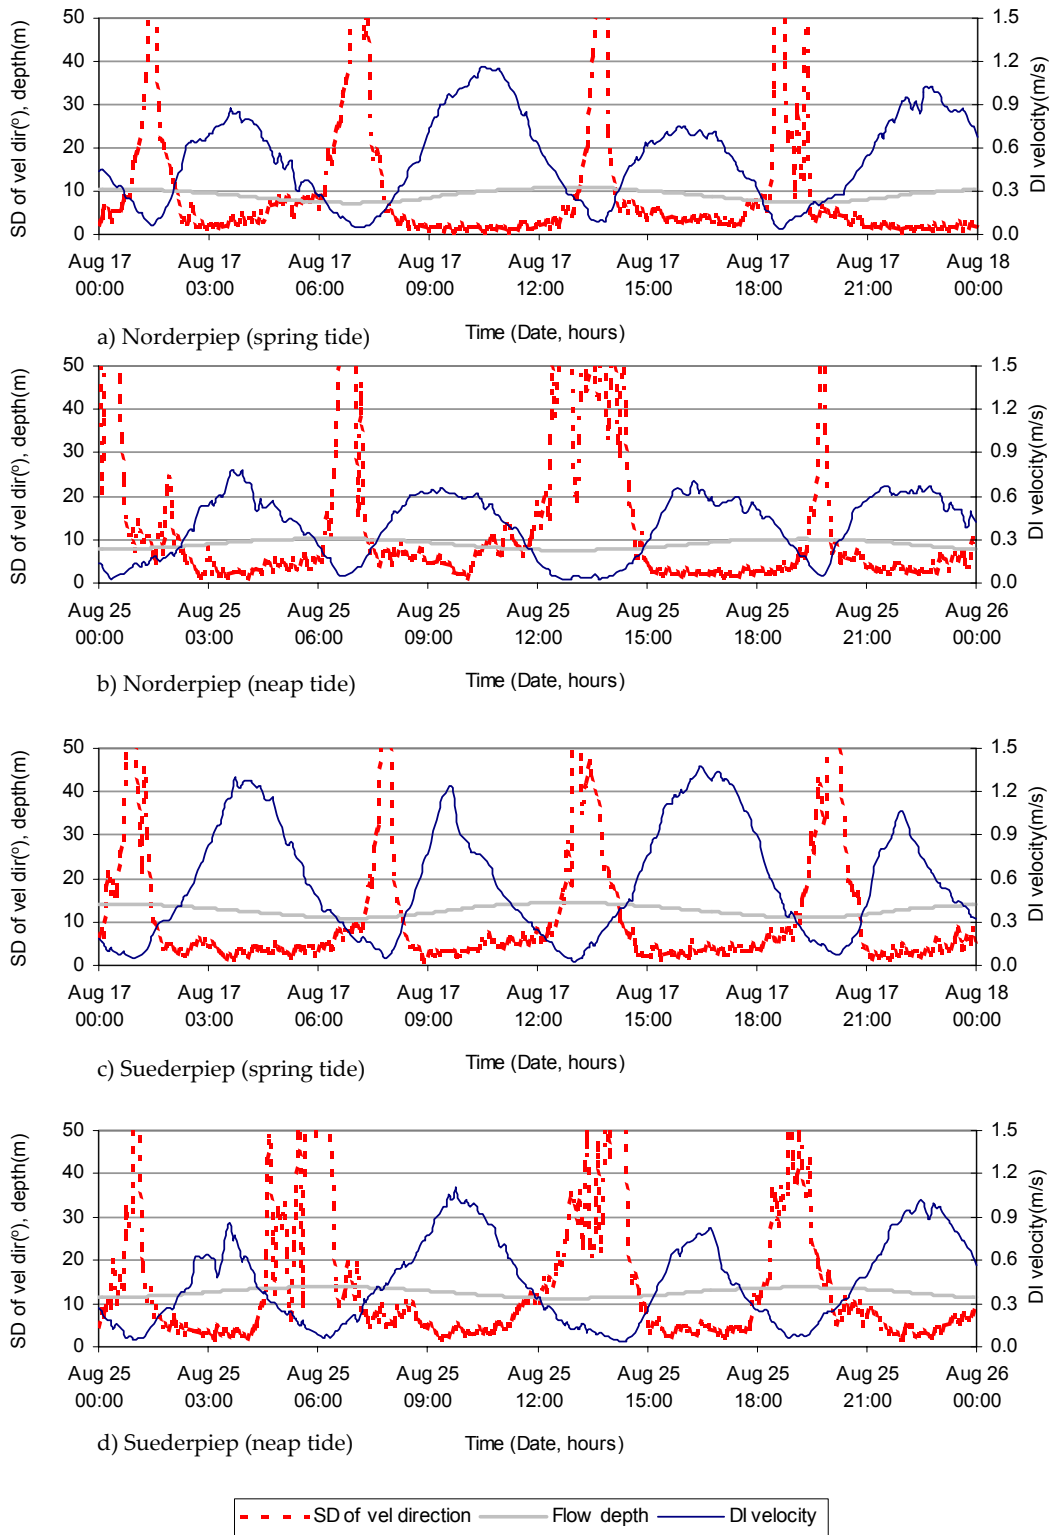 SD of vel dir(º), depth(m)
50
40
30
20
10
0
1.5
1.2
0.9
0.6
0.3
0.0
DI velocity(m/s)
Aug 17 Aug 17 Aug 17 Aug 17 Aug 17 Aug 17 Aug 17 Aug 17 Aug 18
00:00 03:00 06:00 09:00 12:00 15:00 18:00 21:00 00:00
a) Norderpiep (spring tide) Time (Date, hours)
SD of vel dir(º), depth(m)
50
40
30
20
10
0
1.5
1.2
0.9
0.6
0.3
0.0
DI velocity(m/s)
Aug 25 Aug 25 Aug 25 Aug 25 Aug 25 Aug 25 Aug 25 Aug 25 Aug 26
00:00 03:00 06:00 09:00 12:00 15:00 18:00 21:00 00:00
b) Norderpiep (neap tide) Time (Date, hours)
SD of vel dir(º), depth(m)
50
40
30
20
10
0
1.5
1.2
0.9
0.6
0.3
0.0
DI velocity(m/s)
Aug 17 Aug 17 Aug 17 Aug 17 Aug 17 Aug 17 Aug 17 Aug 17 Aug 18
00:00 03:00 06:00 09:00 12:00 15:00 18:00 21:00 00:00
c) Suederpiep (spring tide) Time (Date, hours)
SD of vel dir(º), depth(m)
50
40
30
20
10
0
1.5
1.2
0.9
0.6
0.3
0.0
DI velocity(m/s)
Aug 25 Aug 25 Aug 25 Aug 25 Aug 25 Aug 25 Aug 25 Aug 25 Aug 26
00:00 03:00 06:00 09:00 12:00 15:00 18:00 21:00 00:00
d) Suederpiep (neap tide) Time (Date, hours)
SD of vel direction Flow depth DI velocity